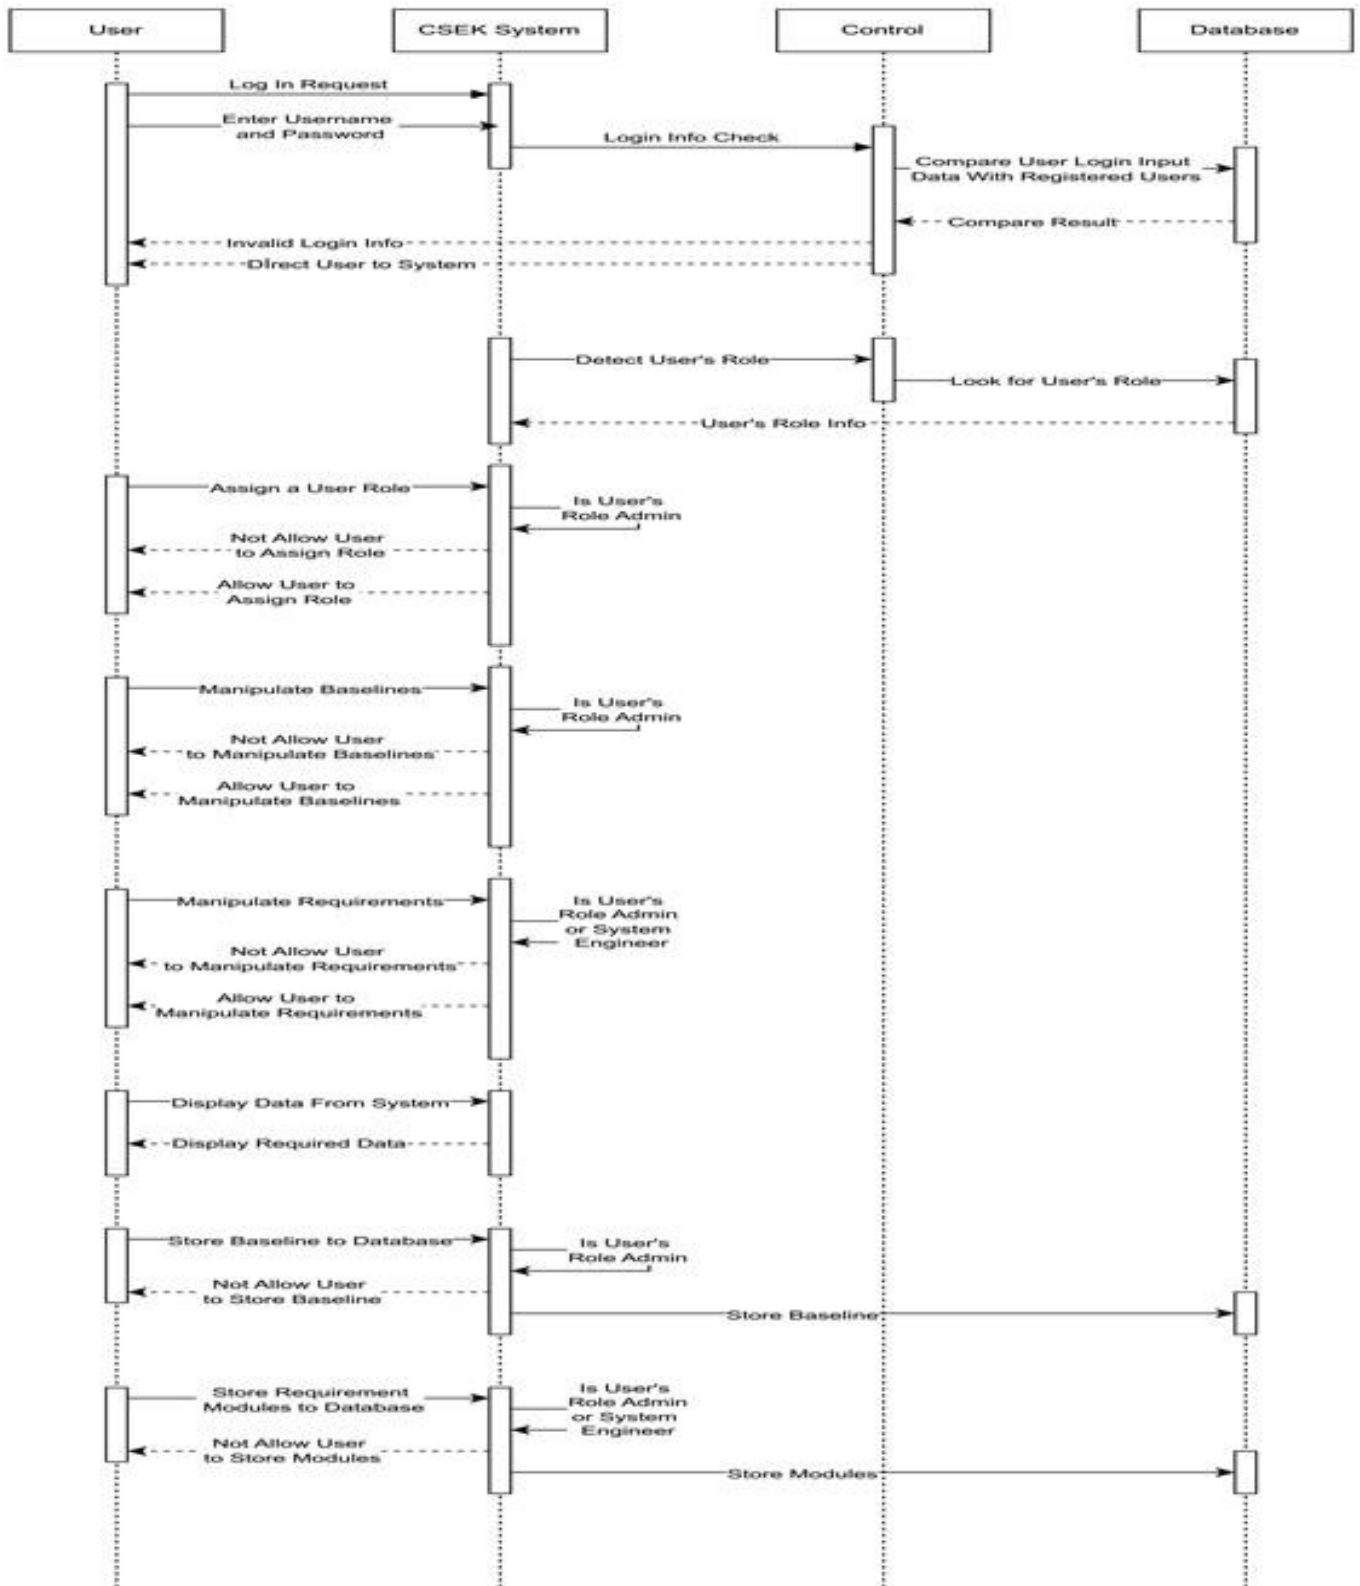 User
CSEK System
Control
Database
Log In Request
Enter Username
and Password
Login Info Check
Compare User Login Input
Data With Registered Users
Compare Result
Invalid Login Info
Direct User to System
Detect User's Role
Look for User's Role
User's Role Info
Assign a User Role
Is User's
Role Admin
Not Allow User
to Assign Role
Allow User to
Assign Role
Manipulate Baselines
Is User's
Role Admin
Not Allow User
to Manipulate Baselines
Allow User to
Manipulate Baselines
Manipulate Requirements
Is User's
Role Admin
or System
Engineer
Not Allow User
to Manipulate Requirements
Allow User to
Manipulate Requirements
Display Data From System
Display Required Data
Store Baseline to Database
Is User's
Role Admin
Not Allow User
to Store Baseline
Store Baseline
Store Requirement
Modules to Database
Is User's
Role Admin
or System
Engineer
Not Allow User
to Store Modules
Store Modules